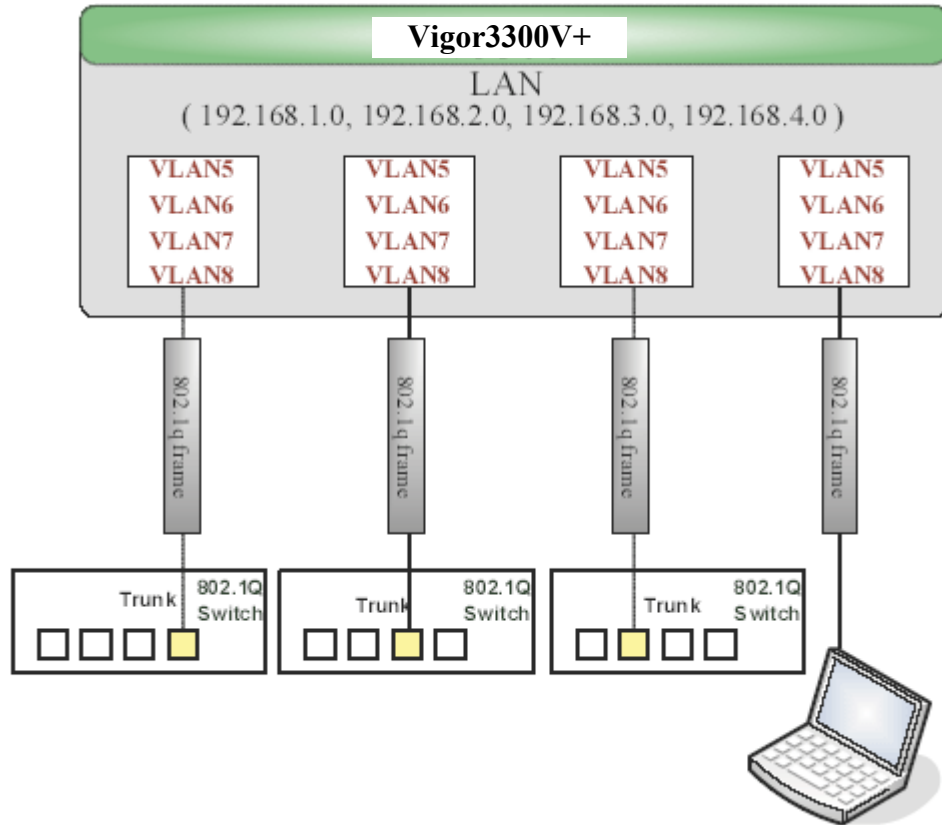 Vigor3300V+
LAN
( 192.168.1.0, 192.168.2.0, 192.168.3.0, 192.168.4.0 )
VLAN5
VLAN6
VLAN7
VLAN8
VLAN5
VLAN6
VLAN7
VLAN8
VLAN5
VLAN6
VLAN7
VLAN8
VLAN5
VLAN6
VLAN7
VLAN8
802.1q frame
802.1q frame
802.1q frame
802.1q frame
Trunk
802.1Q
Switch
Trunk
802.1Q
Switch
Trunk
802.1Q
Switch